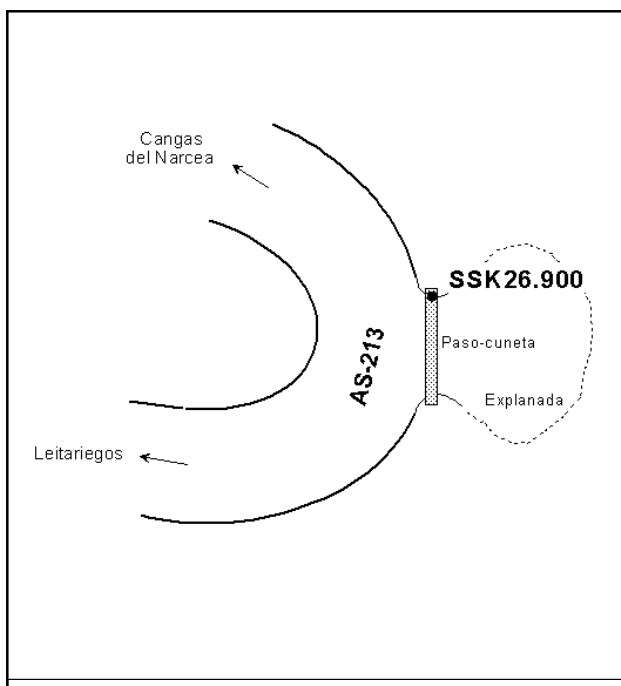 Cangas
del Narcea
SSK26.900
Paso-cuneta
AS-213
Explanada
Leitariegos